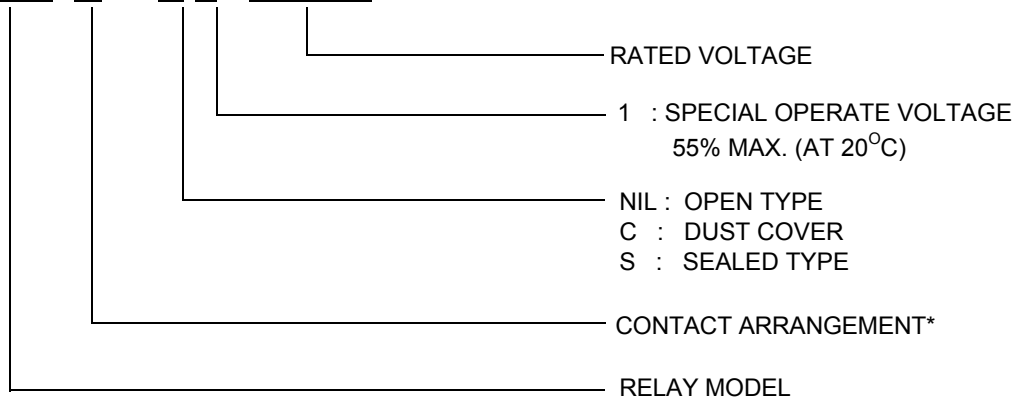 RATED VOLTAGE
1 : SPECIAL OPERATE VOLTAGE
55% MAX. (AT 20°C)
NIL : OPEN TYPE
C : DUST COVER
S : SEALED TYPE
CONTACT ARRANGEMENT*
RELAY MODEL